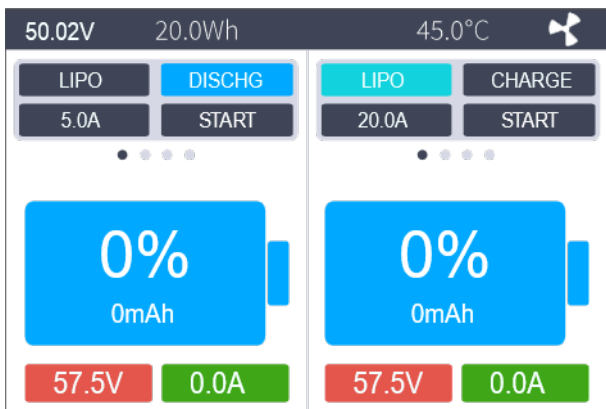 50.02V 20.0Wh 45.0°C
LIPO DISCHG
5.0A START
LIPO CHARGE
20.0A START
0%
0mAh
57.5V 0.0A
0%
0mAh
57.5V 0.0A